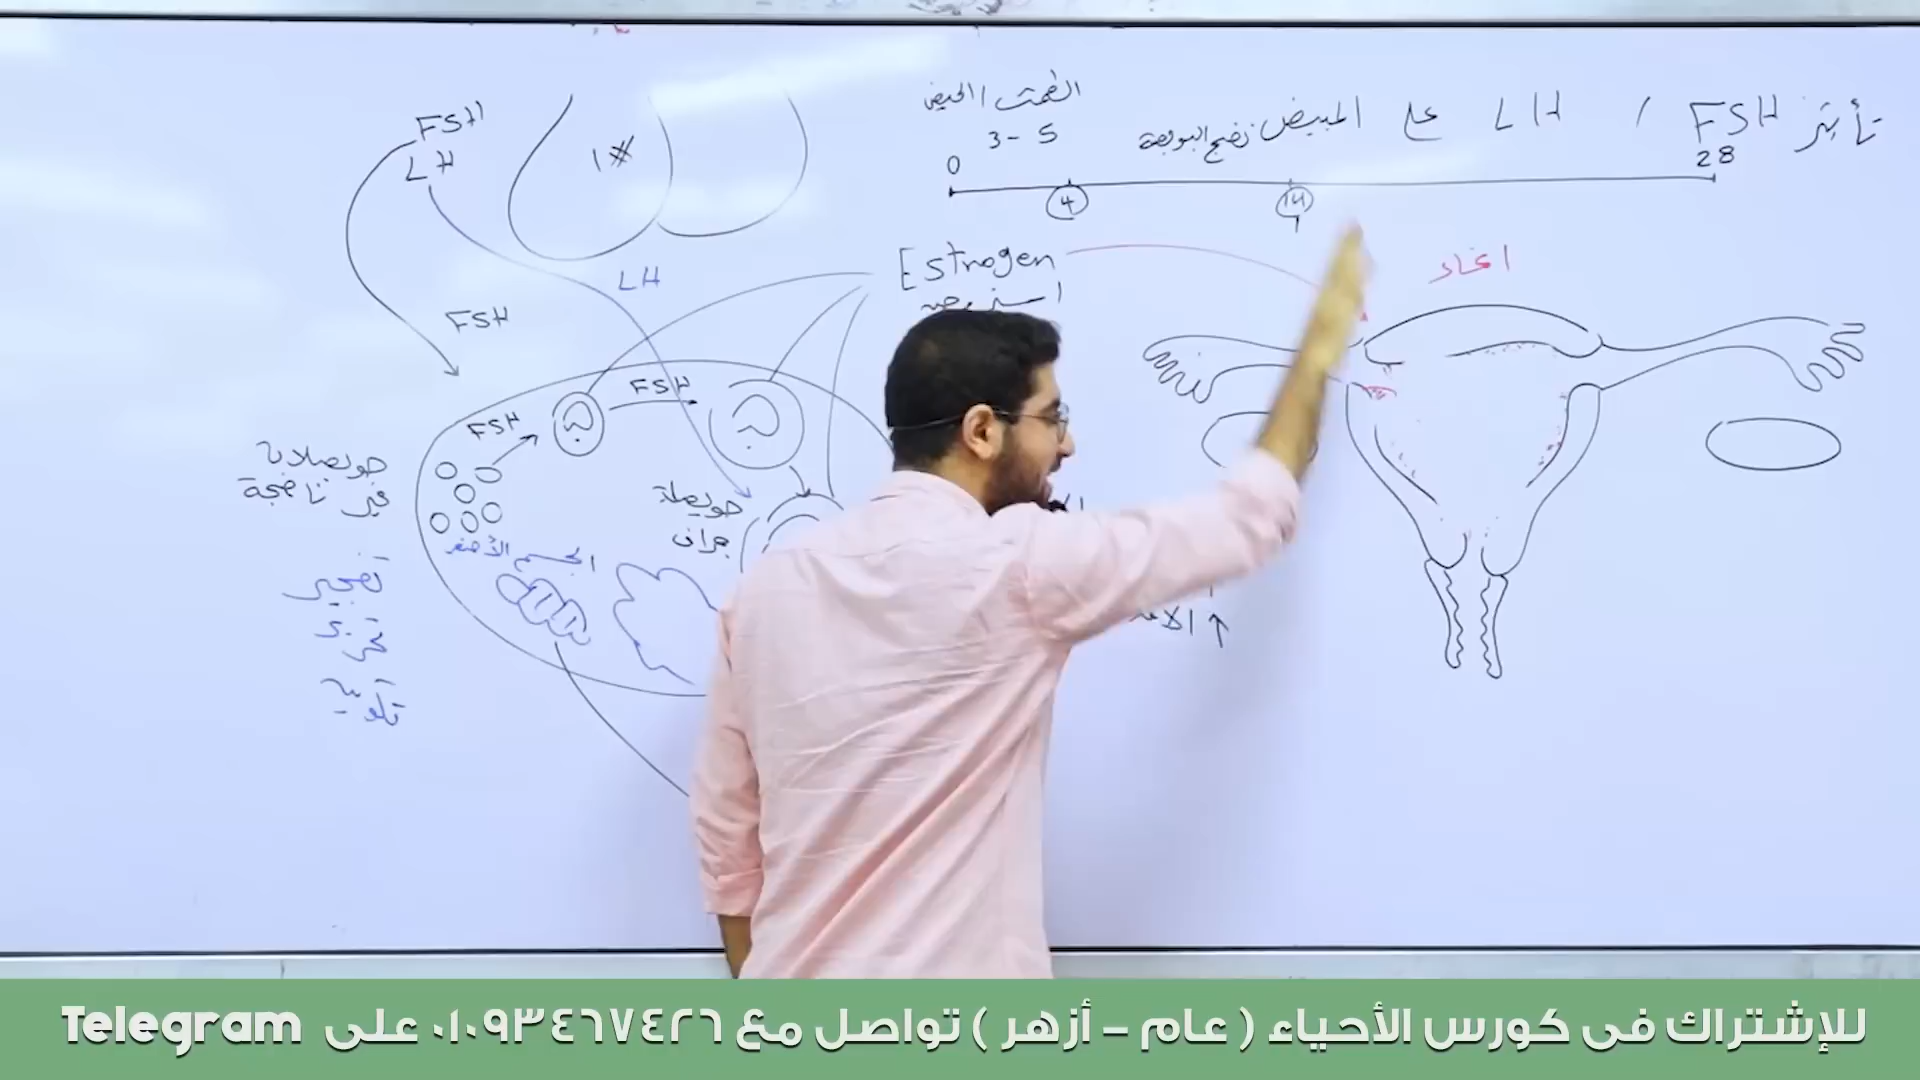 تأثير FSH / LH على المبيض
نضج البويضة
الطمث / الحيض
3 - 5
0
28
4
14
FSH
LH
LH
FSH
FSH
FSH
Estrogen
حويصلات
غير ناضجة
حويصلة
جراف
الجسم الأصفر
تفجير
تحرير
للإشتراك فى كورس الأحياء ( عام – أزهر ) تواصل مع ٠١٠٩٣٤٦٧٤٢٦ على Telegram